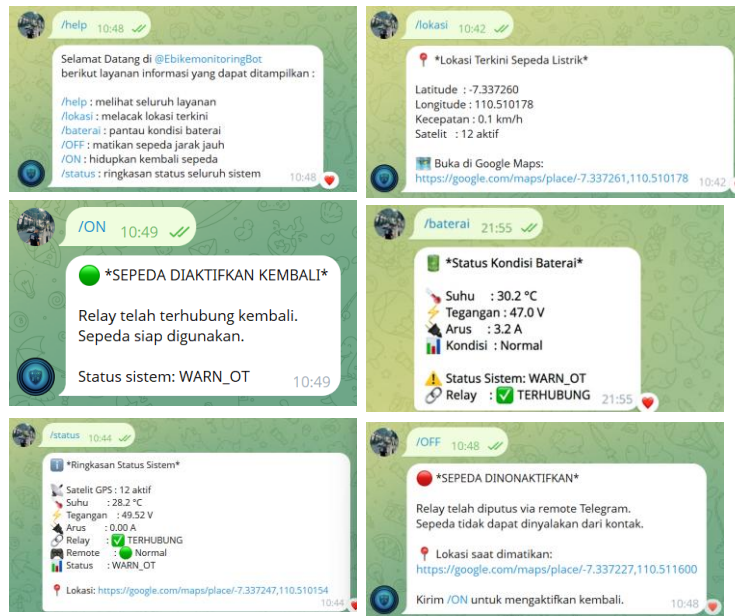 /help 10:48
Selamat Datang di @EbikemonitoringBot
berikut layanan informasi yang dapat ditampilkan :
/help : melihat seluruh layanan
/lokasi : melacak lokasi terkini
/baterai : pantau kondisi baterai
/OFF : matikan sepeda jarak jauh
/ON : hidupkan kembali sepeda
/status : ringkasan status seluruh sistem
10:48
/lokasi 10:42
📍 *Lokasi Terkini Sepeda Listrik*
Latitude : -7.337260
Longitude : 110.510178
Kecepatan : 0.1 km/h
Satelit : 12 aktif
🗺️ Buka di Google Maps:
https://google.com/maps/place/-7.337261,110.510178 10:42
/ON 10:49
🟢 *SEPEDA DIAKTIFKAN KEMBALI*
Relay telah terhubung kembali.
Sepeda siap digunakan.
Status sistem: WARN_OT 10:49
/baterai 21:55
🔋 *Status Kondisi Baterai*
🌡️ Suhu : 30.2 °C
⚡ Tegangan : 47.0 V
🔌 Arus : 3.2 A
📊 Kondisi : Normal
⚠️ Status Sistem: WARN_OT
🔗 Relay : ✅ TERHUBUNG 21:55
/status 10:44
ℹ️ *Ringkasan Status Sistem*
📡 Satelit GPS : 12 aktif
🌡️ Suhu : 28.2 °C
⚡ Tegangan : 49.52 V
🔌 Arus : 0.00 A
🔗 Relay : ✅ TERHUBUNG
🎮 Remote : 🟢 Normal
📊 Status : WARN_OT
📍 Lokasi: https://google.com/maps/place/-7.337247,110.510154
10:44
/OFF 10:48
🔴 *SEPEDA DINONAKTIFKAN*
Relay telah diputus via remote Telegram.
Sepeda tidak dapat dinyalakan dari kontak.
📍 Lokasi saat dimatikan:
https://google.com/maps/place/-7.337227,110.511600
Kirim /ON untuk mengaktifkan kembali. 10:48